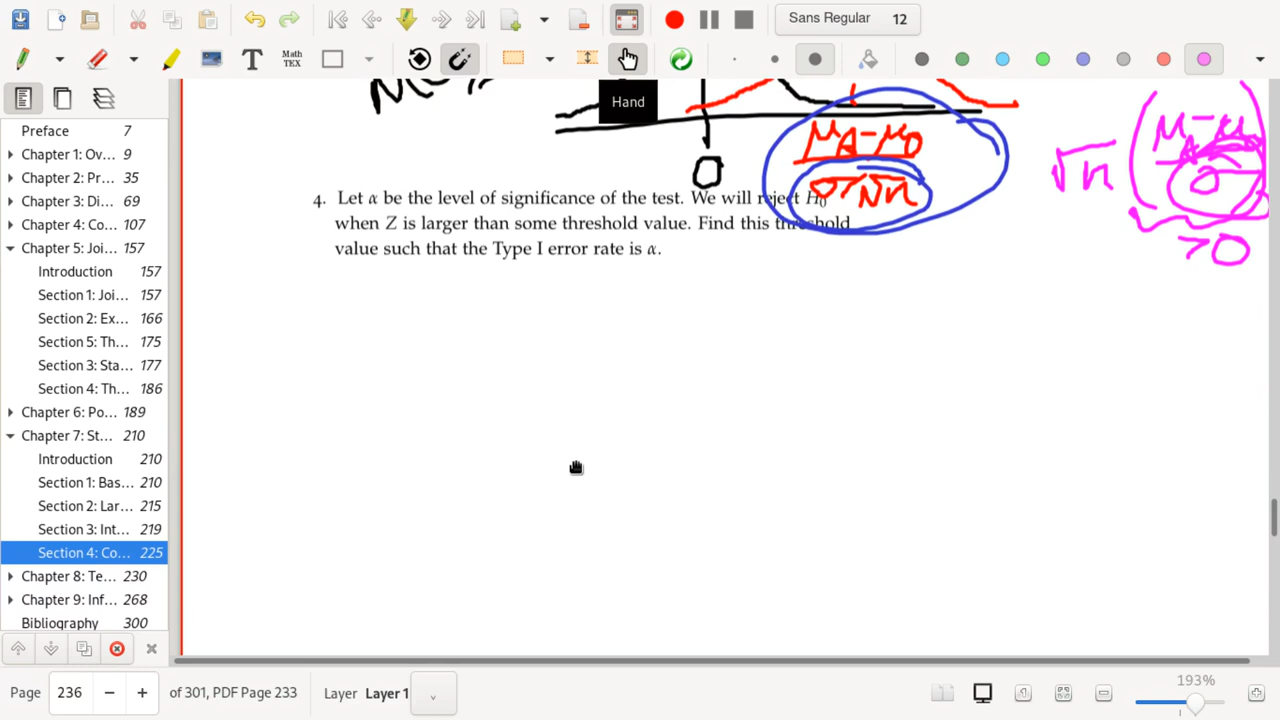 Sans Regular 12
T Math TEX
Hand
Preface 7
Chapter 1: Ov... 9
Chapter 2: Pr... 35
Chapter 3: Di... 69
Chapter 4: Co... 107
Chapter 5: Joi... 157
Introduction 157
Section 1: Joi... 157
Section 2: Ex... 166
Section 5: Th... 175
Section 3: Sta... 177
Section 4: Th... 186
Chapter 6: Po... 189
Chapter 7: St... 210
Introduction 210
Section 1: Bas... 210
Section 2: Lar... 215
Section 3: Int... 219
Section 4: Co... 225
Chapter 8: Te... 230
Chapter 9: Inf... 268
Bibliography 300
0
μA-μ0
σ/√n
√n (μA-μ0
σ)
>0
4. Let α be the level of significance of the test. We will reject H0
when Z is larger than some threshold value. Find this threshold
value such that the Type I error rate is α.
Page 236 of 301, PDF Page 233 Layer Layer 1 193%